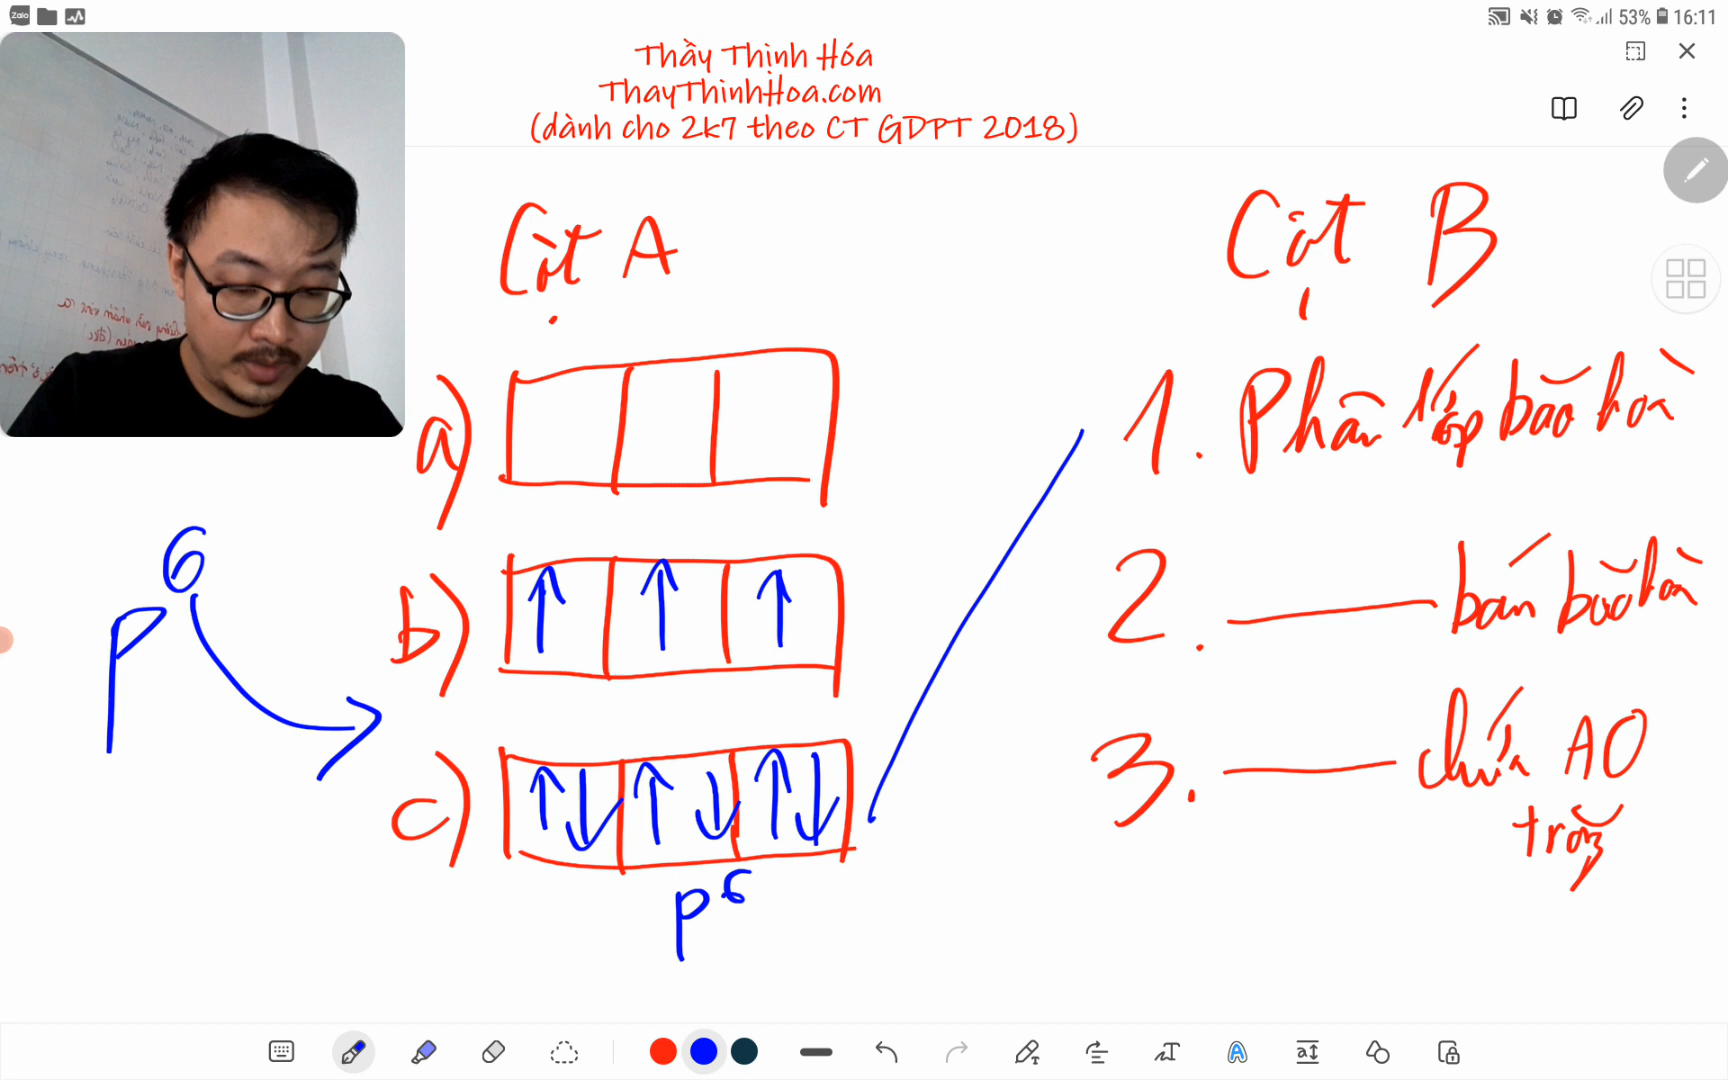 Zalo
53% 16:11
Thầy Thịnh Hóa
ThayThinhHoa.com
(dành cho 2k7 theo CT GDPT 2018)
Cột A
Cột B
a)
1. Phân lớp bão hòa
p6
b)
2. bán bão hòa
c)
3. chứa AO
trống
p6